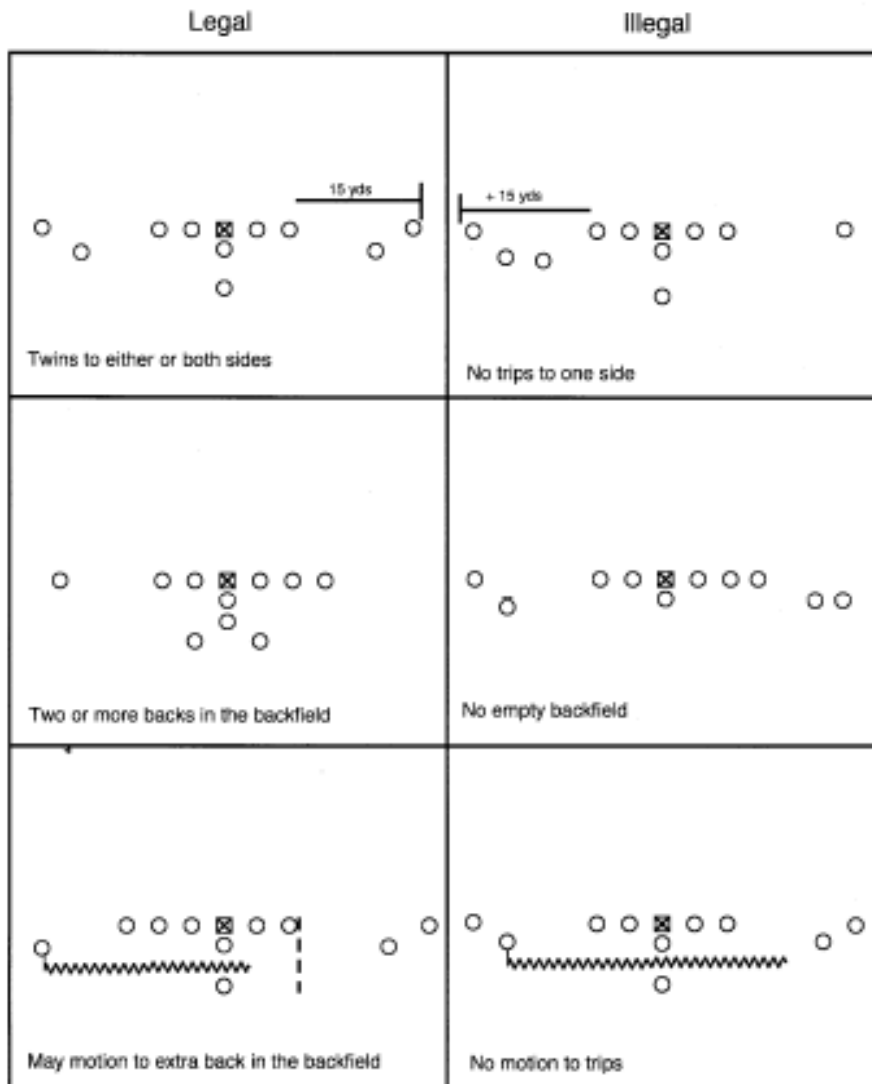 Legal
Illegal
15 yds
+ 15 yds
Twins to either or both sides
No trips to one side
Two or more backs in the backfield
No empty backfield
May motion to extra back in the backfield
No motion to trips